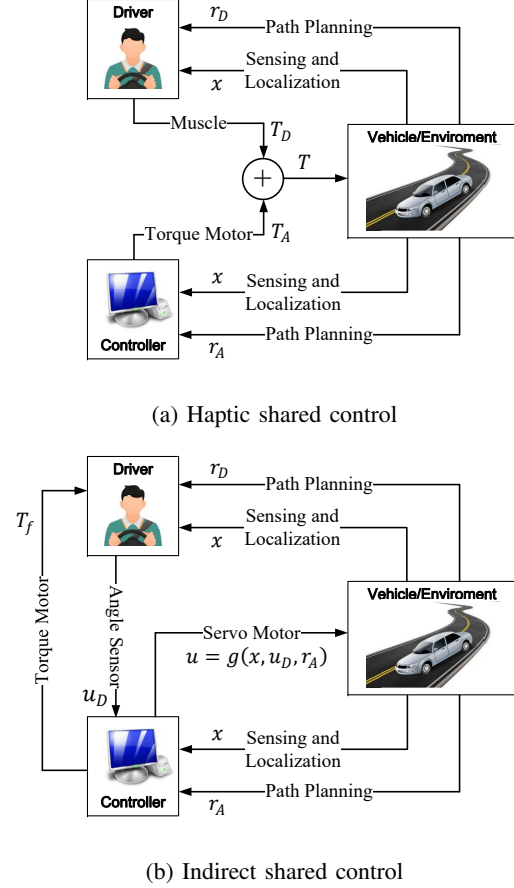 Driver
r_D
Path Planning
x
Sensing and
Localization
Muscle
T_D
Vehicle/Enviroment
T
+
Torque Motor
T_A
x
Sensing and
Localization
Controller
r_A
Path Planning
(a) Haptic shared control
Driver
r_D
Path Planning
T_f
x
Sensing and
Localization
Torque Motor
Angle Sensor
Vehicle/Enviroment
Servo Motor
u = g(x, u_D, r_A)
u_D
x
Sensing and
Localization
Controller
r_A
Path Planning
(b) Indirect shared control